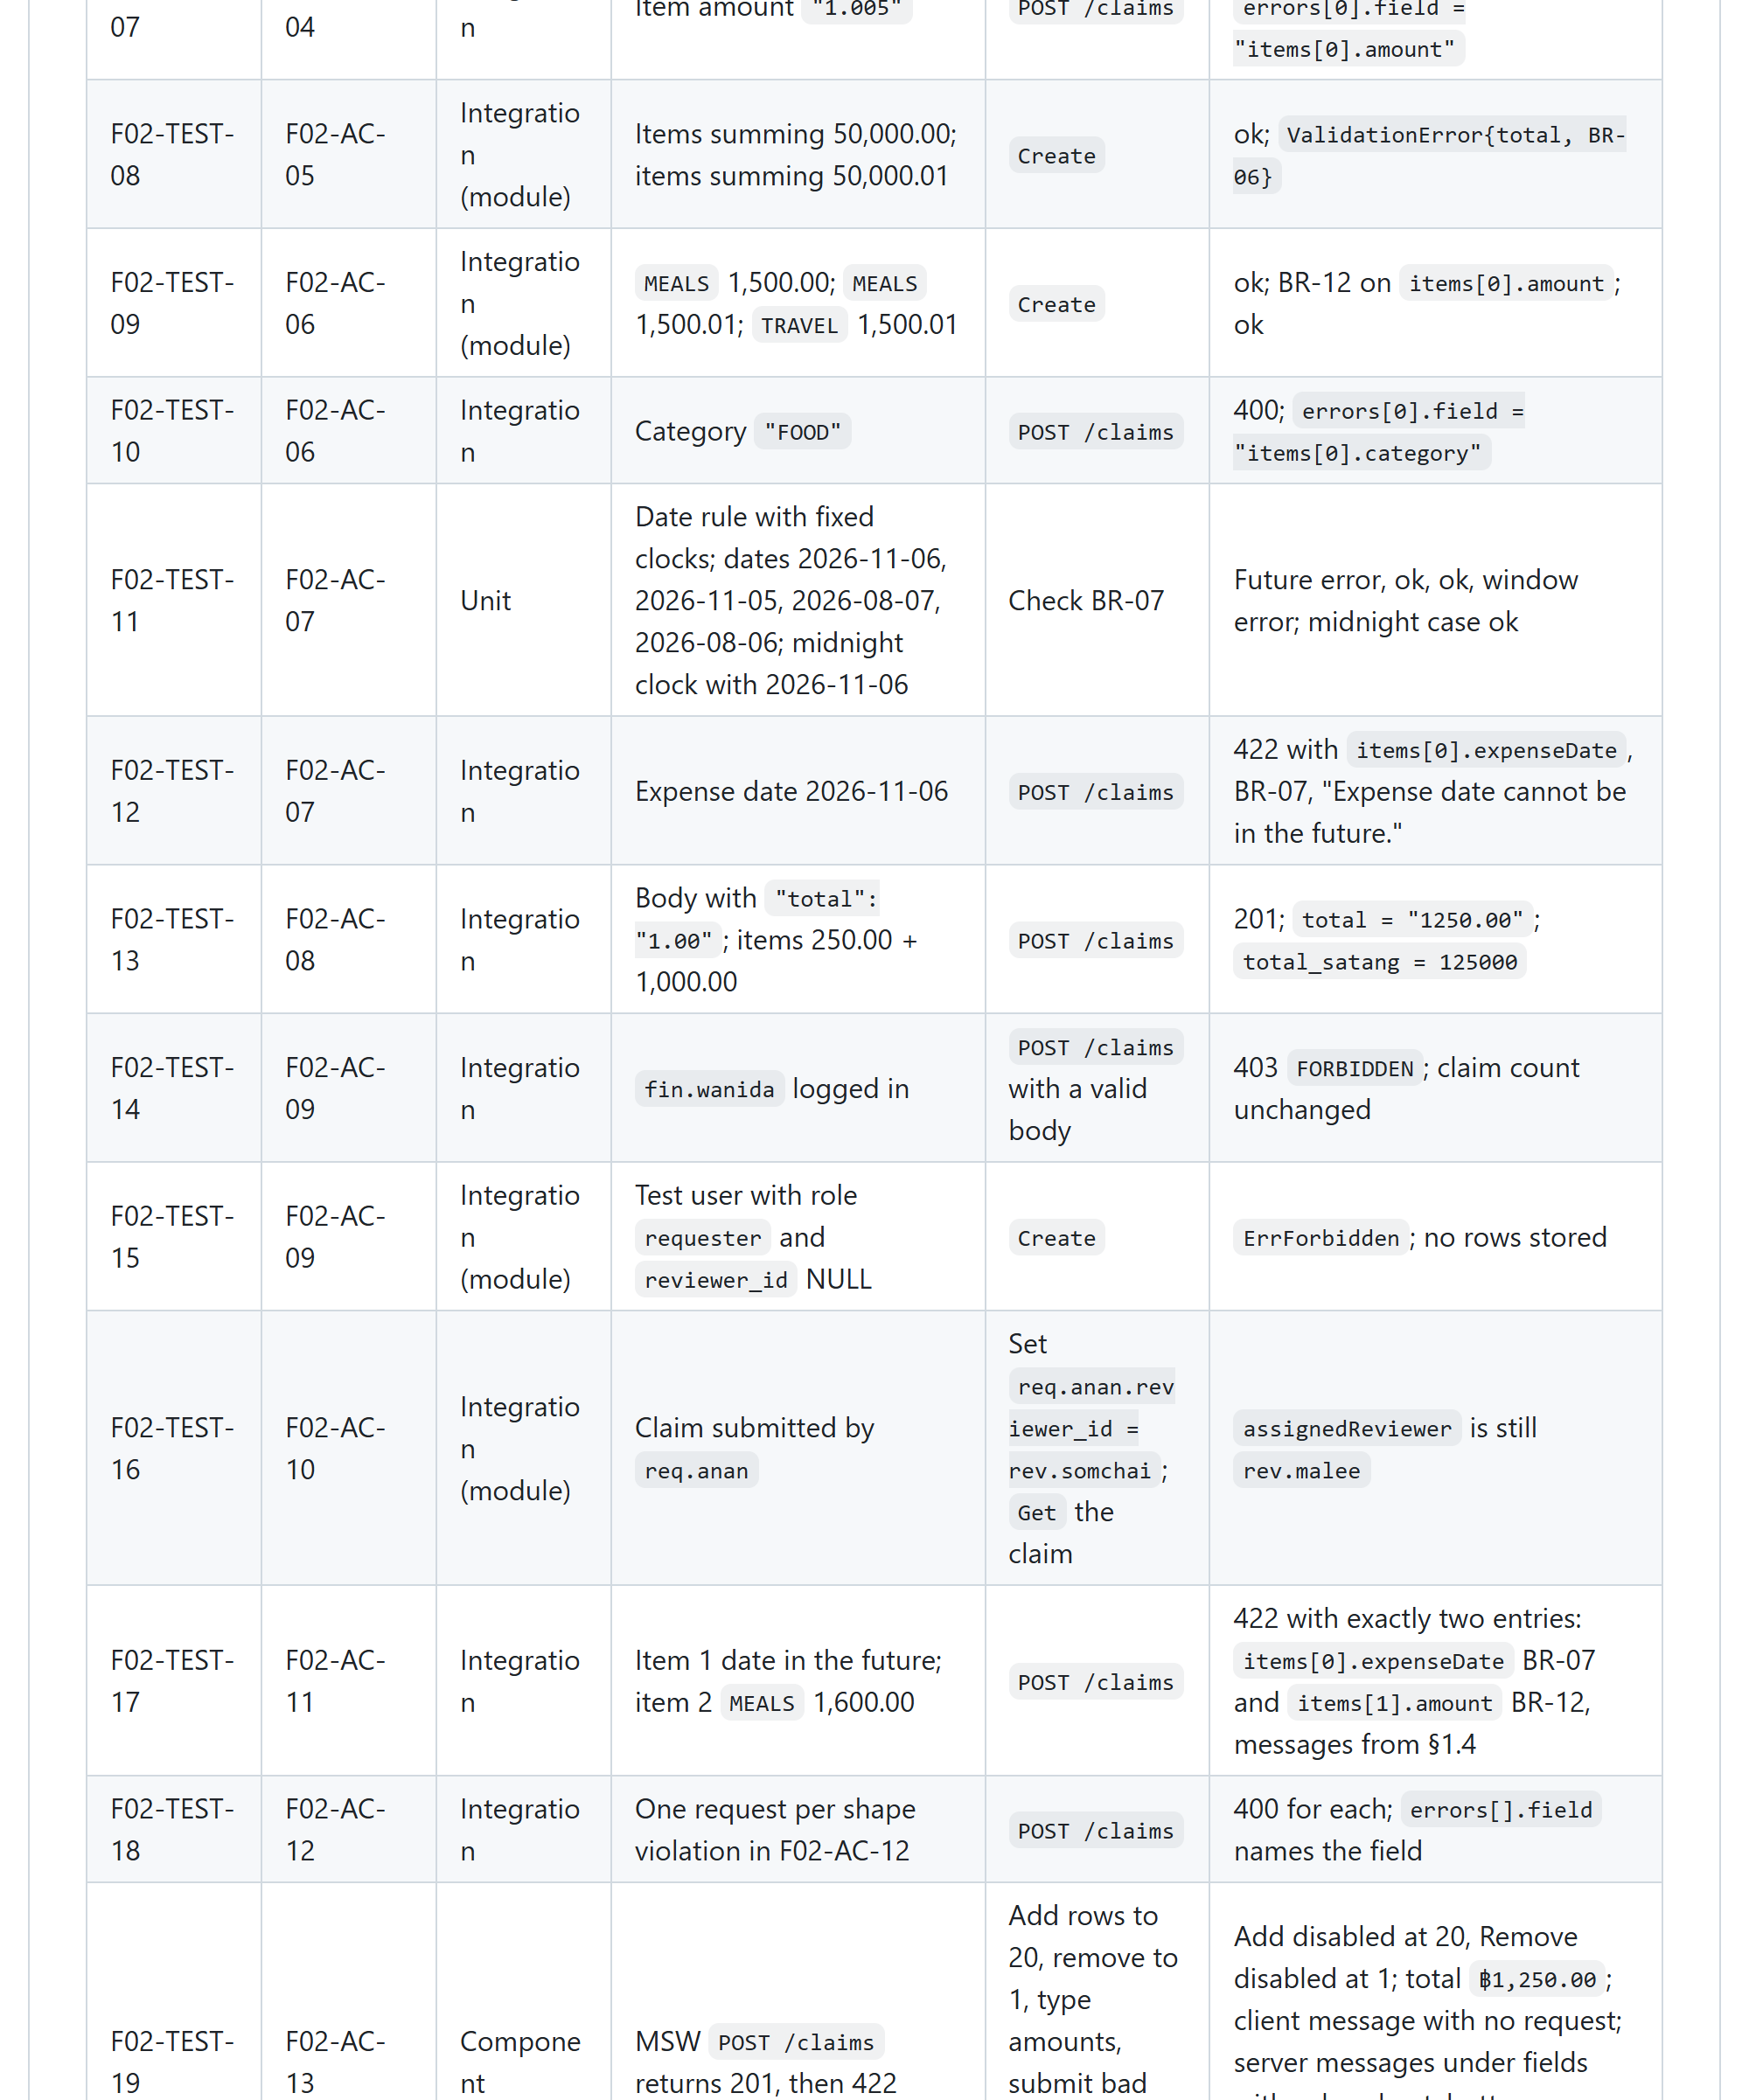 07
04
n
Item amount "1.005"
POST /claims
errors[0].field =
"items[0].amount"
F02-TEST-
08
F02-AC-
05
Integratio
n
(module)
Items summing 50,000.00;
items summing 50,000.01
Create
ok; ValidationError{total, BR-
06}
F02-TEST-
09
F02-AC-
06
Integratio
n
(module)
MEALS 1,500.00; MEALS
1,500.01; TRAVEL 1,500.01
Create
ok; BR-12 on items[0].amount;
ok
F02-TEST-
10
F02-AC-
06
Integratio
n
Category "FOOD"
POST /claims
400; errors[0].field =
"items[0].category"
F02-TEST-
11
F02-AC-
07
Unit
Date rule with fixed
clocks; dates 2026-11-06,
2026-11-05, 2026-08-07,
2026-08-06; midnight
clock with 2026-11-06
Check BR-07
Future error, ok, ok, window
error; midnight case ok
F02-TEST-
12
F02-AC-
07
Integratio
n
Expense date 2026-11-06
POST /claims
422 with items[0].expenseDate,
BR-07, "Expense date cannot be
in the future."
F02-TEST-
13
F02-AC-
08
Integratio
n
Body with "total":
"1.00"; items 250.00 +
1,000.00
POST /claims
201; total = "1250.00";
total_satang = 125000
F02-TEST-
14
F02-AC-
09
Integratio
n
fin.wanida logged in
POST /claims
with a valid
body
403 FORBIDDEN; claim count
unchanged
F02-TEST-
15
F02-AC-
09
Integratio
n
(module)
Test user with role
requester and
reviewer_id NULL
Create
ErrForbidden; no rows stored
F02-TEST-
16
F02-AC-
10
Integratio
n
(module)
Claim submitted by
req.anan
Set
req.anan.rev
iewer_id =
rev.somchai;
Get the
claim
assignedReviewer is still
rev.malee
F02-TEST-
17
F02-AC-
11
Integratio
n
Item 1 date in the future;
item 2 MEALS 1,600.00
POST /claims
422 with exactly two entries:
items[0].expenseDate BR-07
and items[1].amount BR-12,
messages from §1.4
F02-TEST-
18
F02-AC-
12
Integratio
n
One request per shape
violation in F02-AC-12
POST /claims
400 for each; errors[].field
names the field
F02-TEST-
19
F02-AC-
13
Compone
nt
MSW POST /claims
returns 201, then 422
Add rows to
20, remove to
1, type
amounts,
submit bad
Add disabled at 20, Remove
disabled at 1; total ฿1,250.00;
client message with no request;
server messages under fields